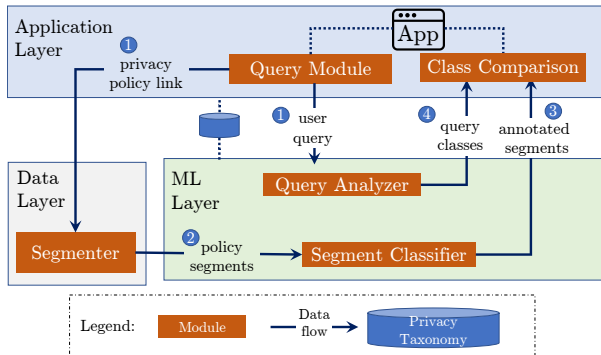 Application
Layer
App
1
privacy
policy link
Query Module
Class Comparison
1
user
query
4
query
classes
3
annotated
segments
Data
Layer
ML
Layer
Query Analyzer
Segmenter
2
policy
segments
Segment Classifier
Legend:
Module
Data
flow
Privacy
Taxonomy